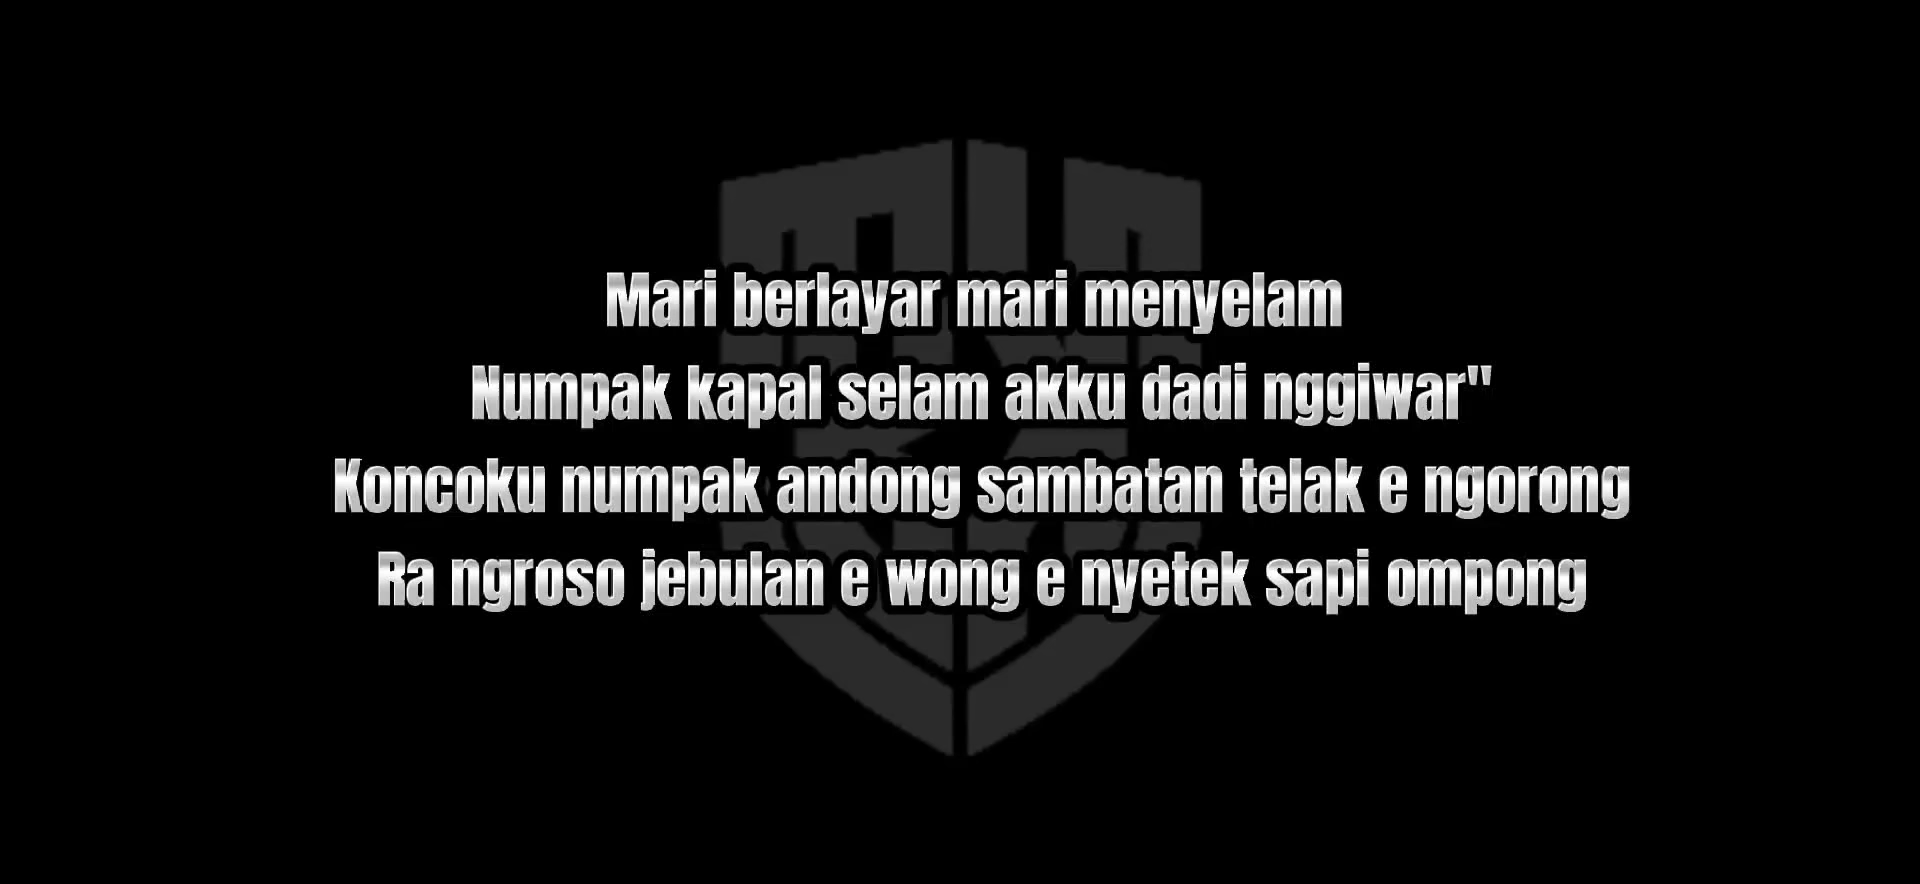 Mari berlayar mari menyelam
Numpak kapal selam akku dadi nggiwar"
Koncoku numpak andong sambatan telak e ngorong
Ra ngroso jebulan e wong e nyetek sapi ompong